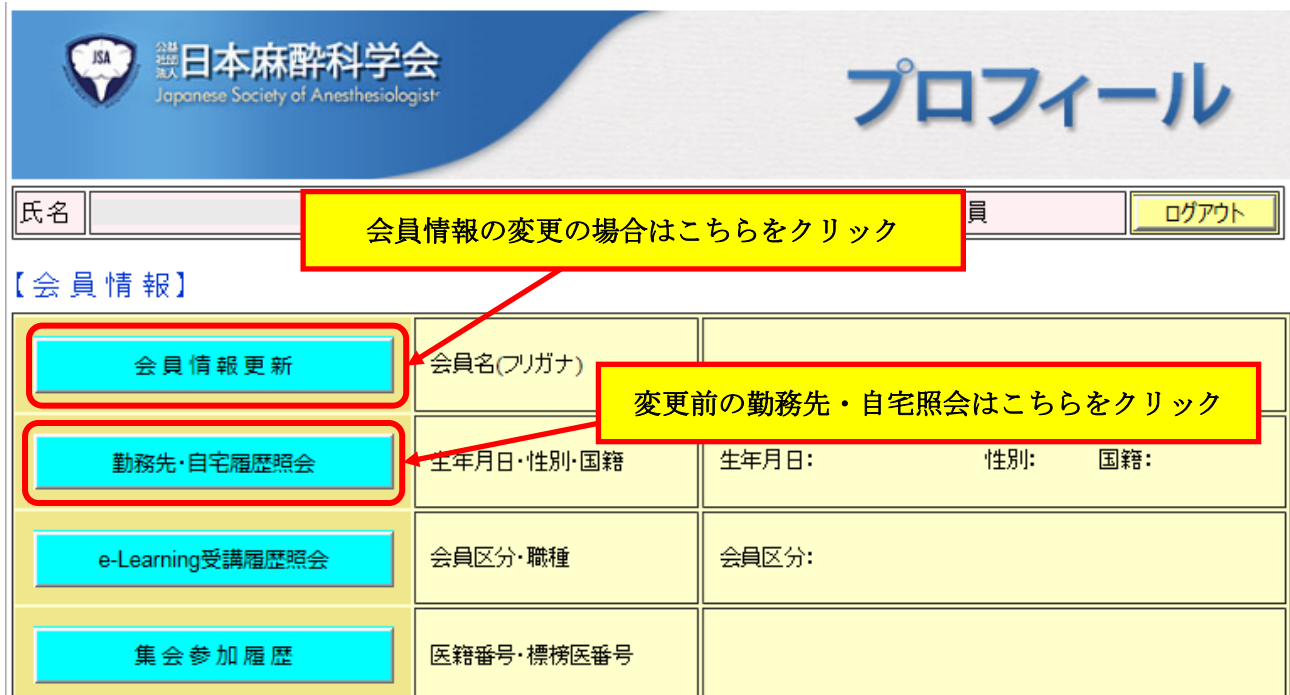 JSA
公益社団法人 日本麻酔科学会
Japanese Society of Anesthesiologist
プロフィール
氏名
会員情報の変更の場合はこちらをクリック
員
ログアウト
【会員情報】
会員情報更新
会員名(フリガナ)
変更前の勤務先・自宅照会はこちらをクリック
勤務先・自宅履歴照会
生年月日・性別・国籍
生年月日: 性別: 国籍:
e-Learning受講履歴照会
会員区分・職種
会員区分:
集会参加履歴
医籍番号・標榜医番号